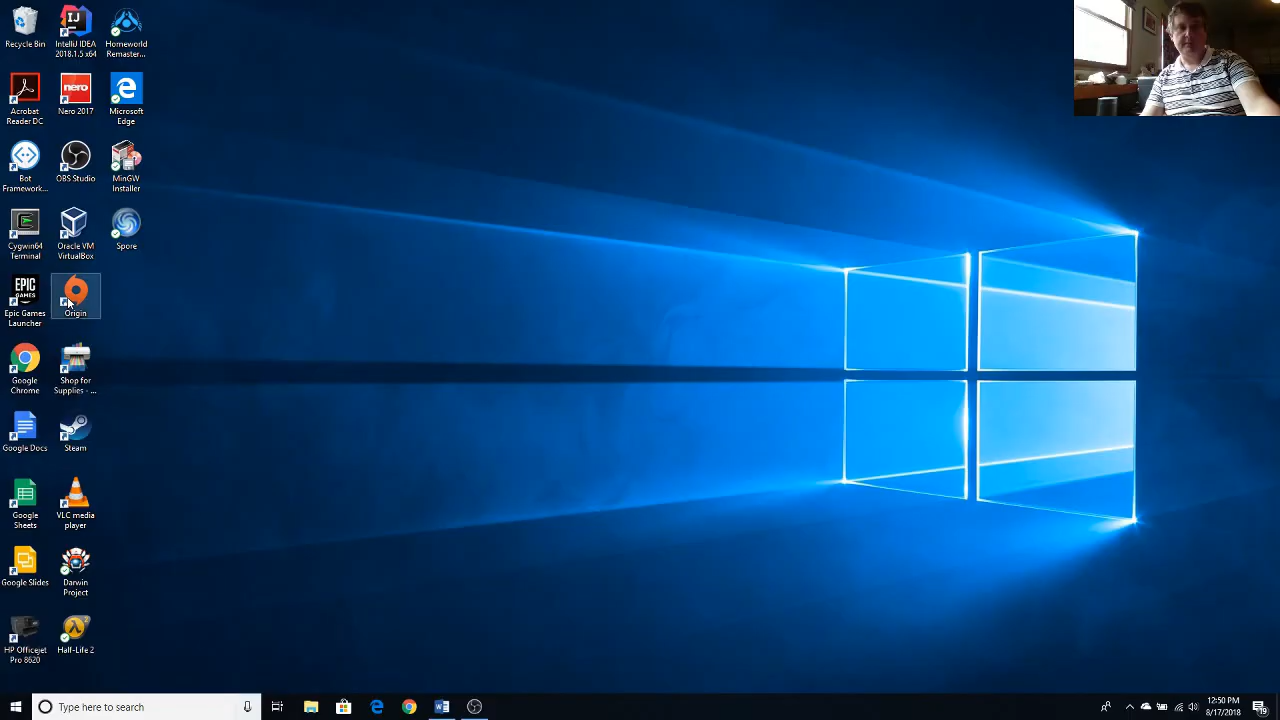 Recycle Bin
IntelliJ IDEA
2018.1.5 x64
Homeworld
Remaster...
Acrobat
Reader DC
nero
Nero 2017
Microsoft
Edge
Bot
Framework...
OBS Studio
MinGW
Installer
Cygwin64
Terminal
Oracle VM
VirtualBox
Spore
EPIC
GAMES
Epic Games
Launcher
Origin
Google
Chrome
Shop for
Supplies - ...
Google Docs
Steam
Google
Sheets
VLC media
player
Google Slides
Darwin
Project
HP Officejet
Pro 8620
Half-Life 2
Type here to search
12:50 PM
8/17/2018